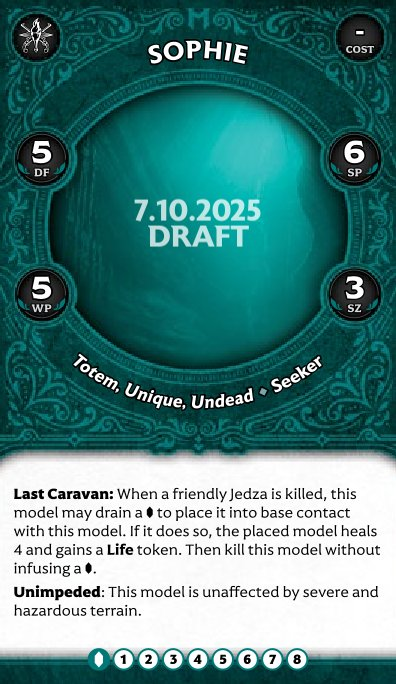 SOPHIE
-
COST
5
DF
6
SP
7.10.2025
DRAFT
5
WP
3
SZ
Totem, Unique, Undead ◆ Seeker
Last Caravan: When a friendly Jedza is killed, this
model may drain a ⬮ to place it into base contact
with this model. If it does so, the placed model heals
4 and gains a Life token. Then kill this model without
infusing a ⬮.
Unimpeded: This model is unaffected by severe and
hazardous terrain.
1 2 3 4 5 6 7 8